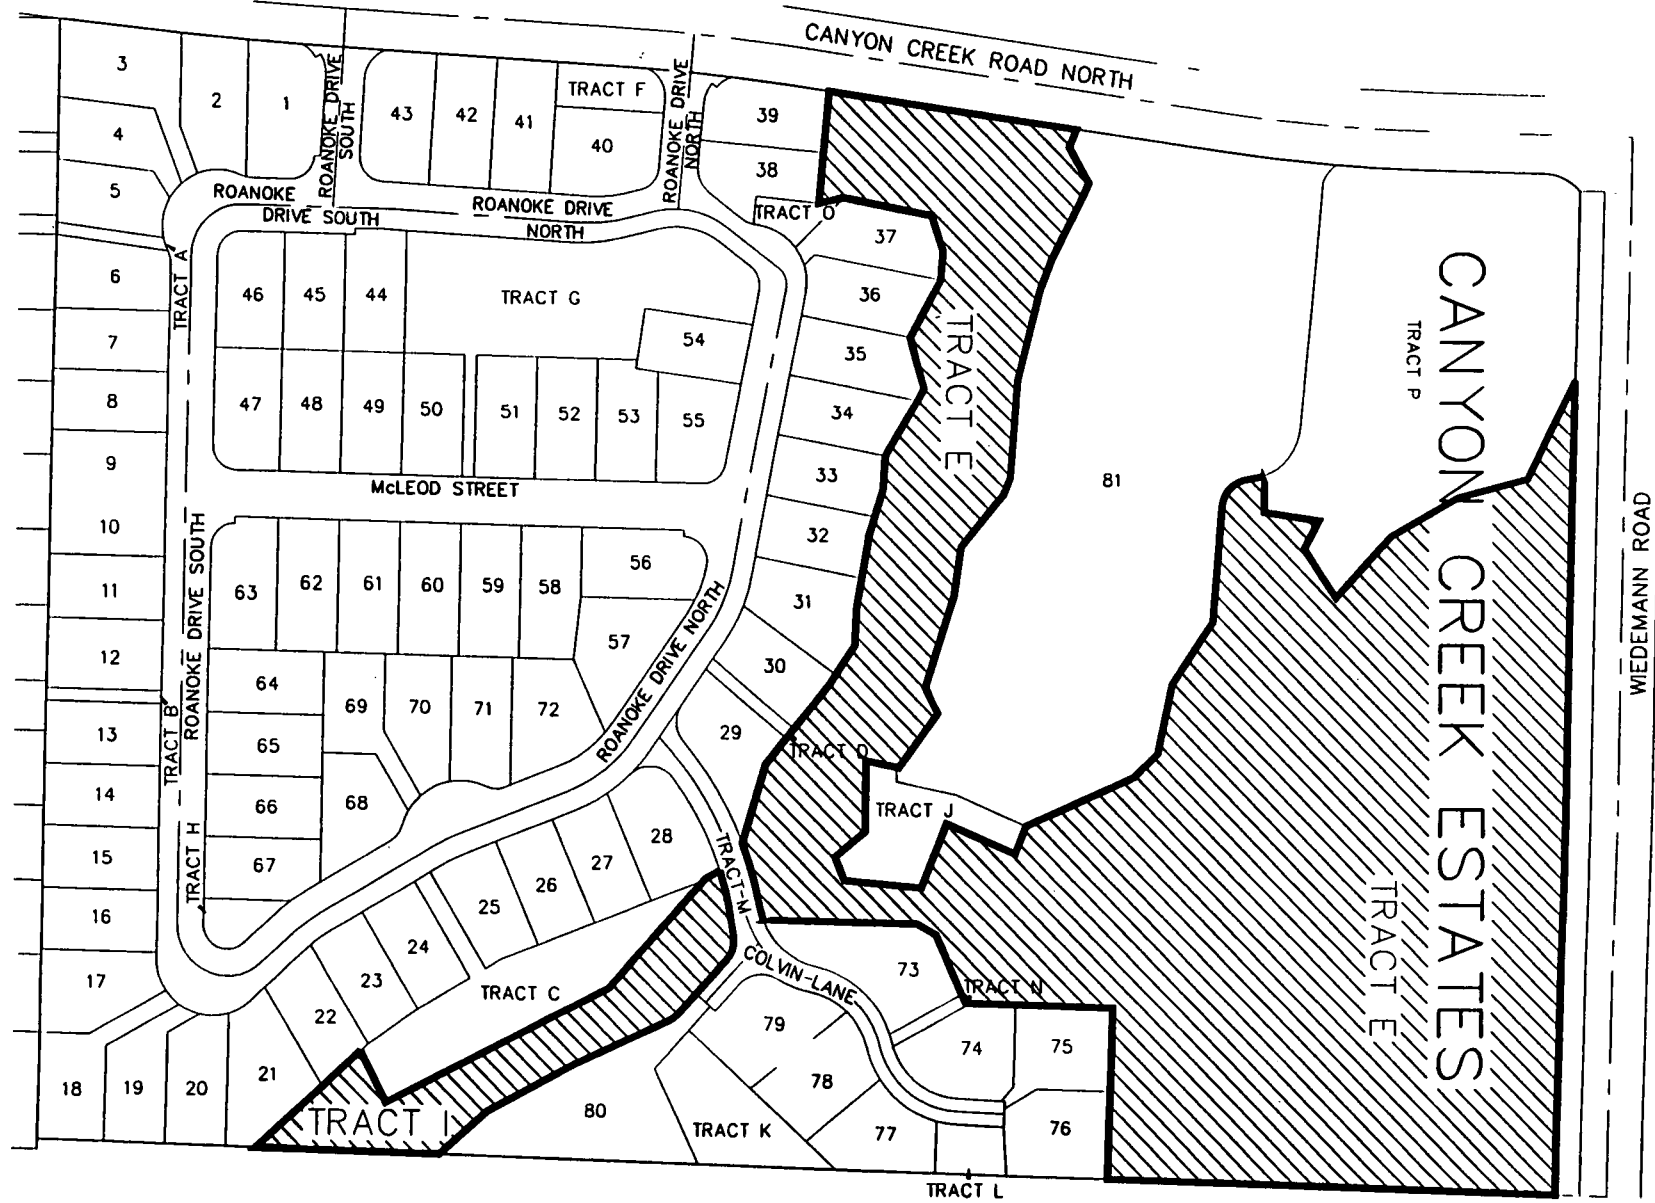 CANYON CREEK ROAD NORTH
3
2
1
ROANOKE DRIVE
SOUTH
43
42
41
TRACT F
40
ROANOKE DRIVE
NORTH
39
38
4
5
ROANOKE
DRIVE SOUTH
ROANOKE DRIVE
NORTH
TRACT O
37
6
TRACT A
46
45
44
TRACT G
54
36
35
TRACT E
7
8
47
48
49
50
51
52
53
55
34
33
81
TRACT P
CANYON CREEK ESTATES
WIEDEMANN ROAD
9
McLEOD STREET
10
ROANOKE DRIVE SOUTH
32
11
63
62
61
60
59
58
56
57
31
ROANOKE DRIVE NORTH
12
64
30
69
70
71
72
29
13
TRACT B
65
TRACT D
14
66
68
TRACT J
15
TRACT H
67
28
27
26
25
TRACT-M
16
24
TRACT E
17
23
TRACT C
COLVIN-LANE
73
TRACT N
22
79
74
75
18
19
20
21
TRACT I
80
78
TRACT K
77
76
TRACT L